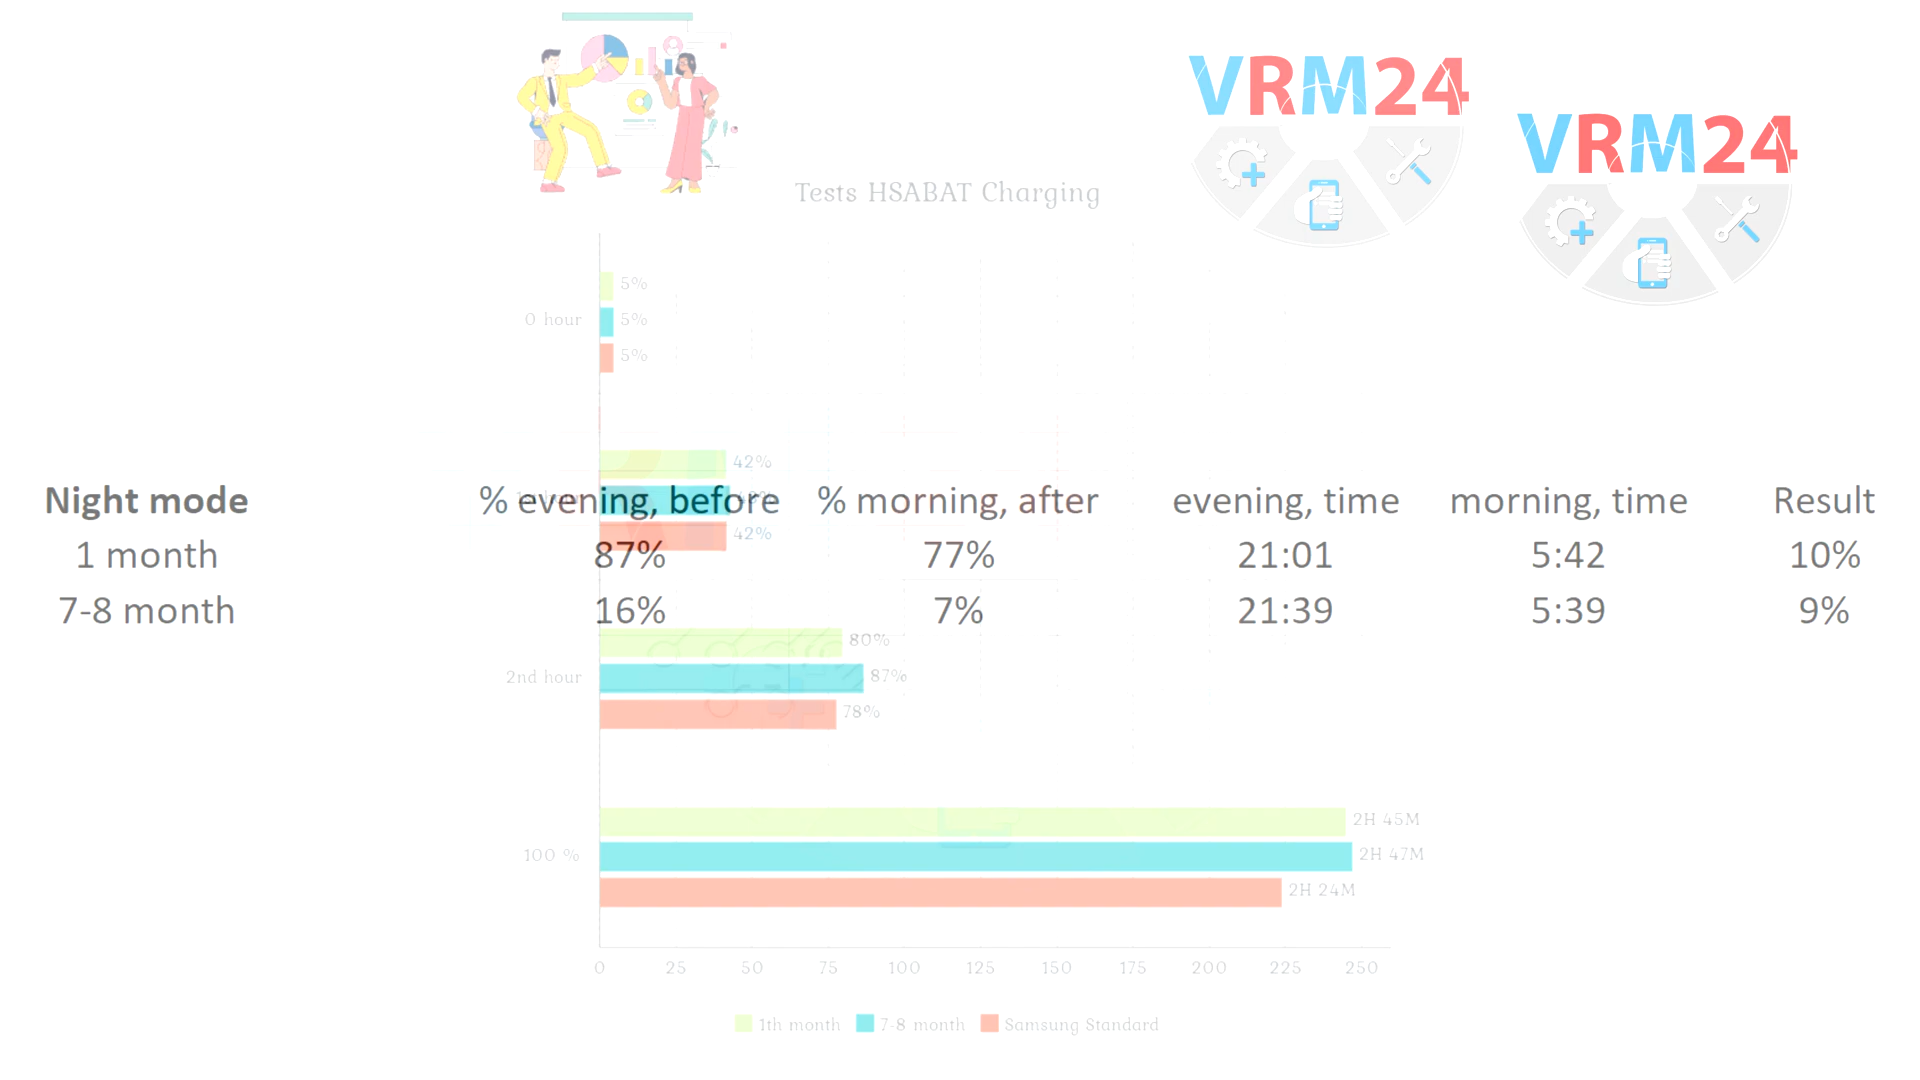 VRM24
VRM24
Tests HSABAT Charging
5%
0 hour 5%
5%
42%
Night mode % evening, before % morning, after evening, time morning, time Result
42%
1 month 87% 77% 21:01 5:42 10%
7-8 month 16% 7% 21:39 5:39 9%
80%
2nd hour 87%
78%
2H 45M
100 % 2H 47M
2H 24M
0 25 50 75 100 125 150 175 200 225 250
1th month 7-8 month Samsung Standard